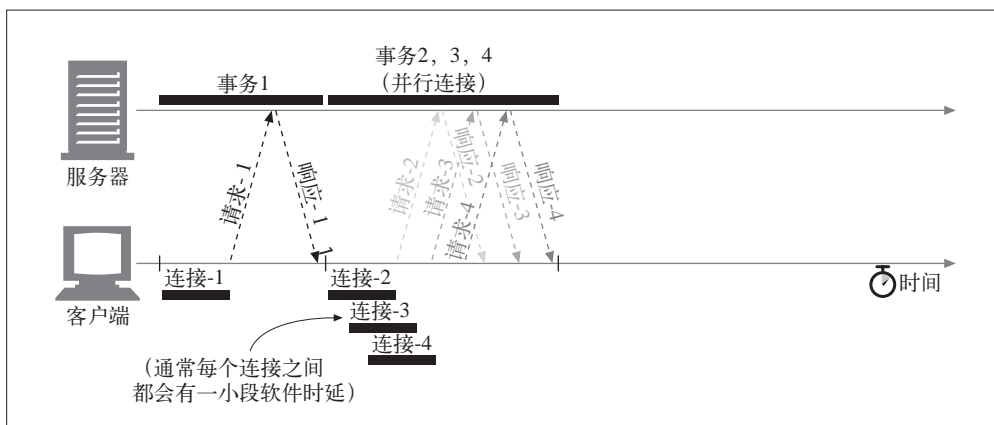 事务1
事务2，3，4
（并行连接）
服务器
请求-1
响应-1
请求-2
请求-3
请求-4
响应-2
响应-3
响应-4
1
连接-1
连接-2
连接-3
连接-4
时间
客户端
（通常每个连接之间
都会有一小段软件时延）